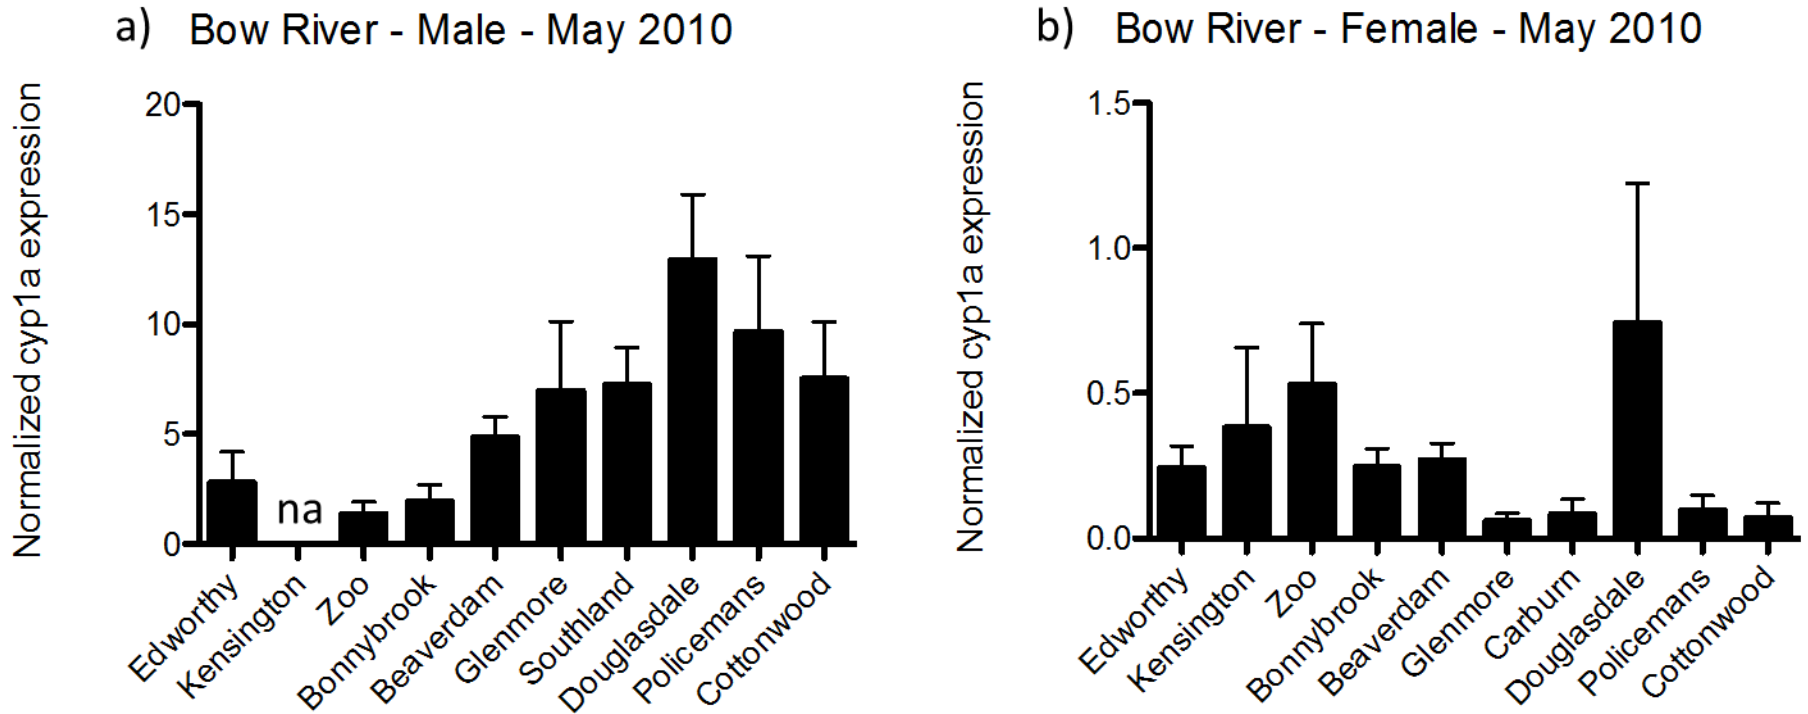 a) Bow River - Male - May 2010
Normalized cyp1a expression
20
15
10
5
0
na
Edworthy
Kensington
Zoo
Bonnybrook
Beaverdam
Glenmore
Southland
Douglasdale
Policemans
Cottonwood
b) Bow River - Female - May 2010
Normalized cyp1a expression
1.5
1.0
0.5
0.0
Edworthy
Kensington
Zoo
Bonnybrook
Beaverdam
Glenmore
Carburn
Douglasdale
Policemans
Cottonwood